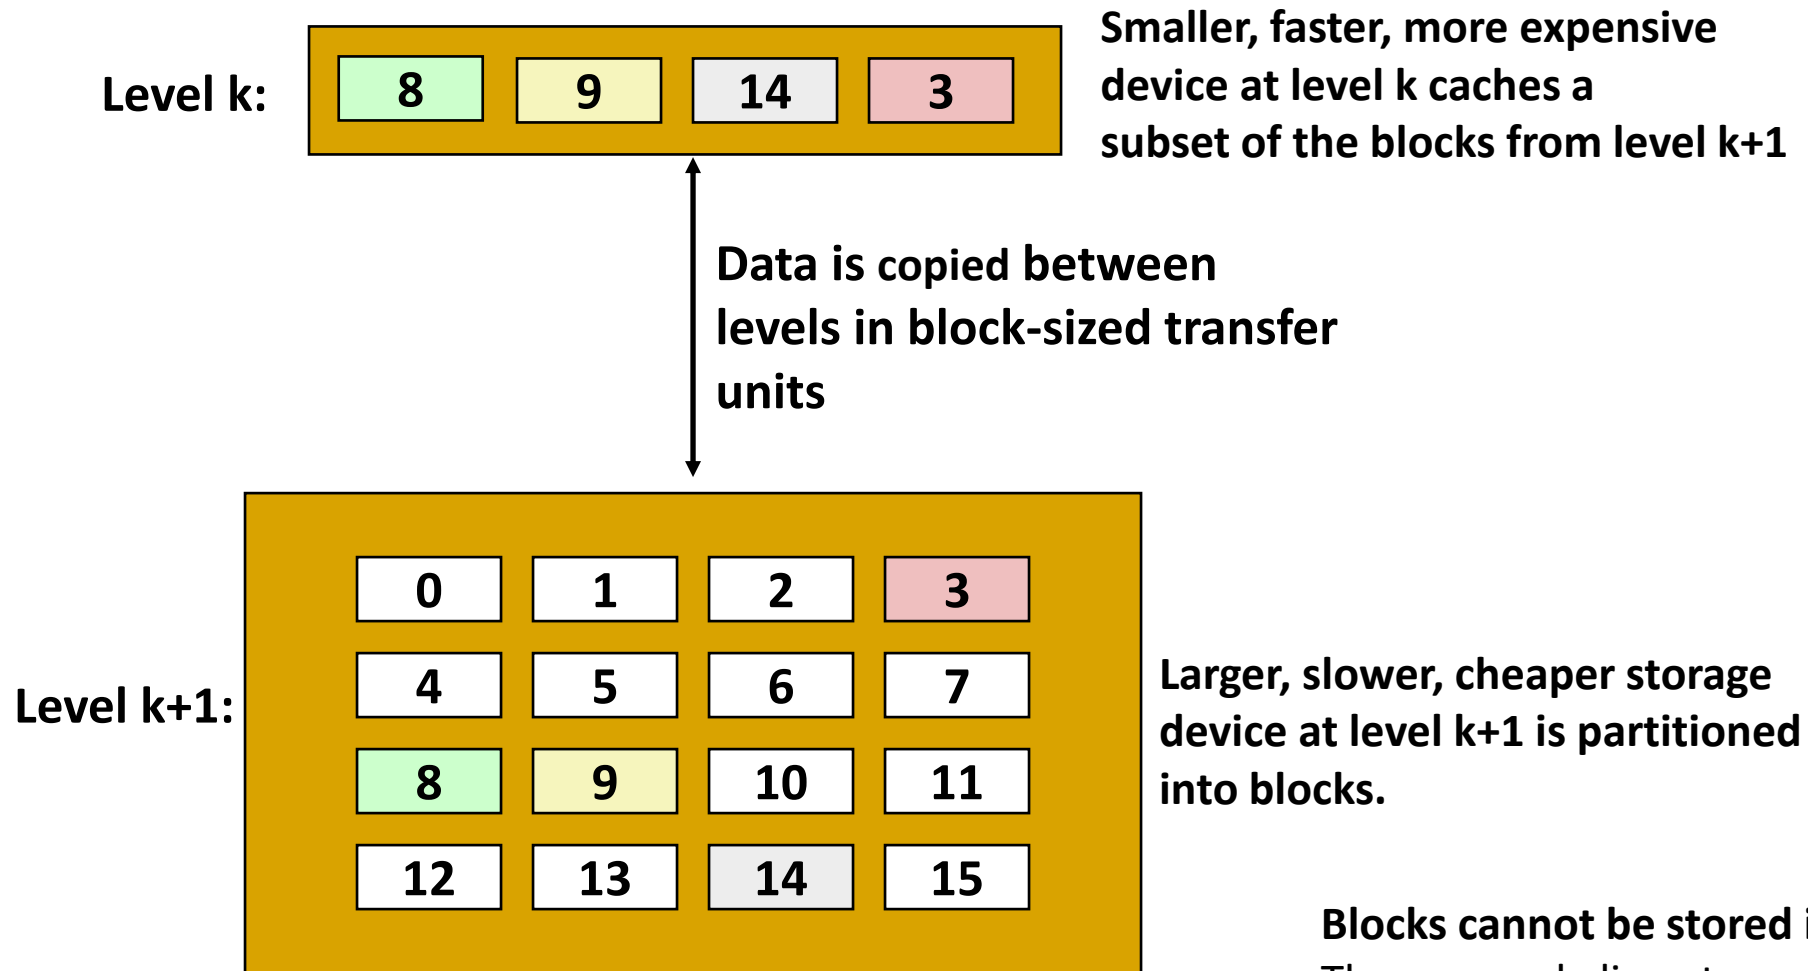 Level k:
8 9 14 3
Smaller, faster, more expensive
device at level k caches a
subset of the blocks from level k+1
Data is copied between
levels in block-sized transfer
units
Level k+1:
0 1 2 3
4 5 6 7
8 9 10 11
12 13 14 15
Larger, slower, cheaper storage
device at level k+1 is partitioned
into blocks.
Blocks cannot be stored